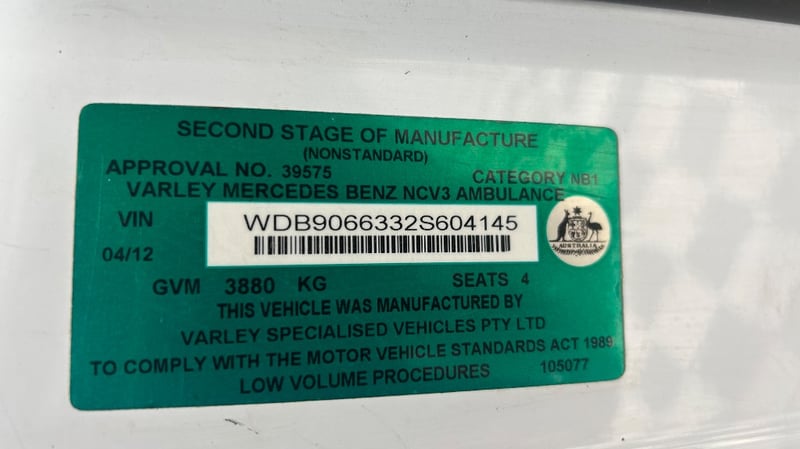 SECOND STAGE OF MANUFACTURE
(NONSTANDARD)
APPROVAL NO. 39575 CATEGORY NB1
VARLEY MERCEDES BENZ NCV3 AMBULANCE
VIN WDB9066332S604145
04/12
AUSTRALIA
GVM 3880 KG SEATS 4
THIS VEHICLE WAS MANUFACTURED BY
VARLEY SPECIALISED VEHICLES PTY LTD
TO COMPLY WITH THE MOTOR VEHICLE STANDARDS ACT 1989
LOW VOLUME PROCEDURES 105077